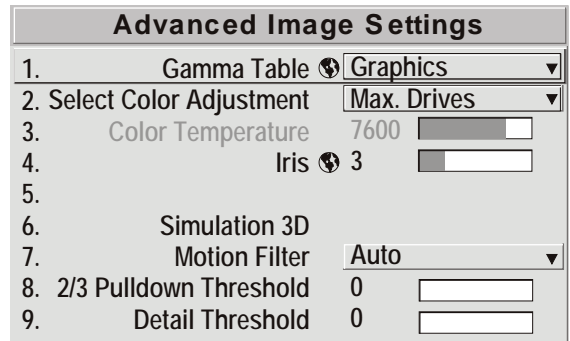 Advanced Image Settings
1. Gamma Table Graphics
2. Select Color Adjustment Max. Drives
3. Color Temperature 7600
4. Iris 3
5.
6. Simulation 3D
7. Motion Filter Auto
8. 2/3 Pulldown Threshold 0
9. Detail Threshold 0